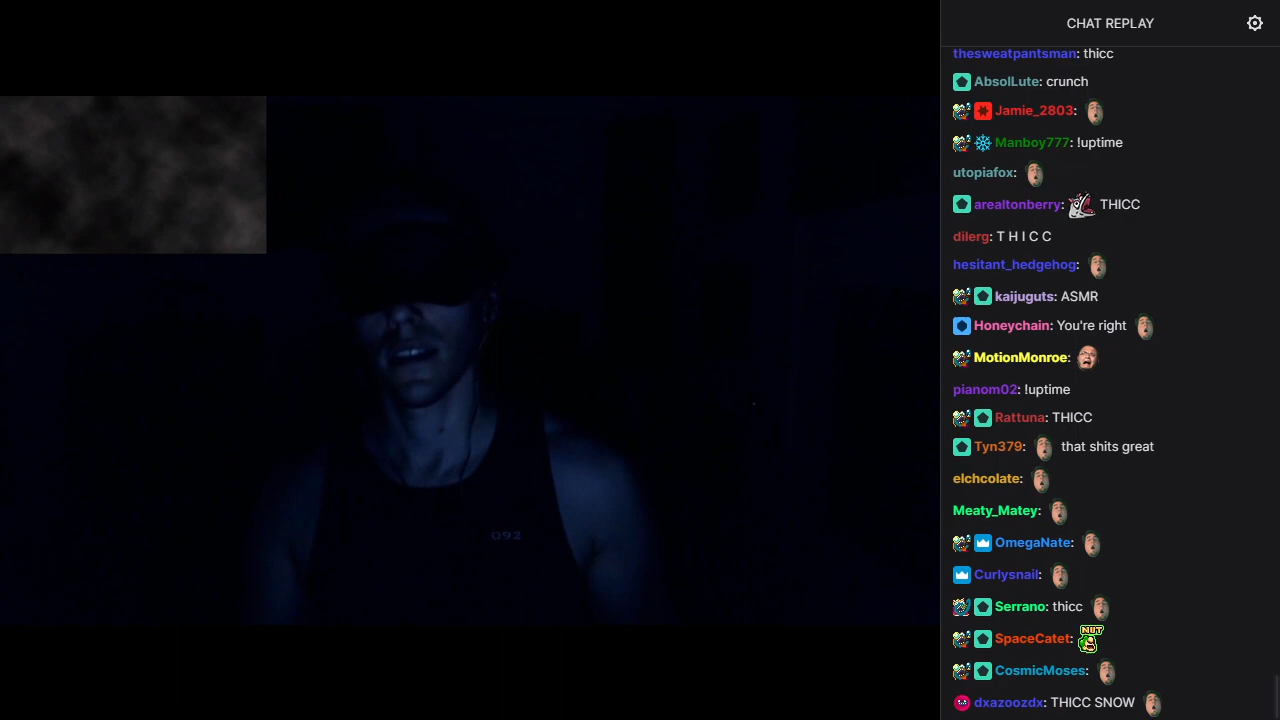 CHAT REPLAY
thesweatpantsman: thicc
AbsolLute: crunch
Jamie_2803:
Manboy777: !uptime
utopiafox:
arealtonberry: THICC
dilerg: T H I C C
hesitant_hedgehog:
kaijuguts: ASMR
Honeychain: You're right
MotionMonroe:
pianom02: !uptime
Rattuna: THICC
Tyn379: that shits great
elchcolate:
Meaty_Matey:
OmegaNate:
Curlysnail:
Serrano: thicc
SpaceCatet: NUT
CosmicMoses:
dxazoozdx: THICC SNOW
092